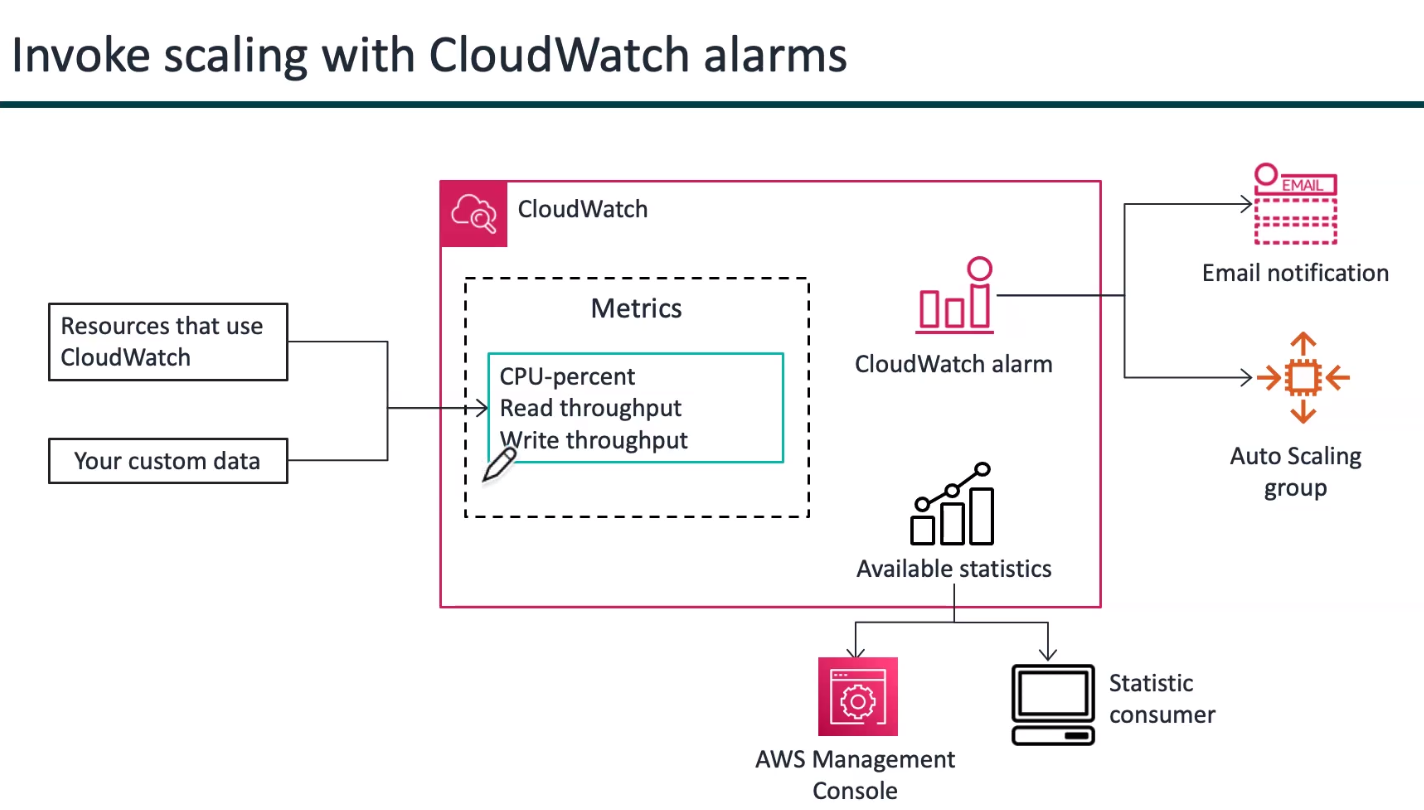 Invoke scaling with CloudWatch alarms
CloudWatch
EMAIL
Email notification
Metrics
Resources that use
CloudWatch
CPU-percent
Read throughput
Write throughput
Your custom data
CloudWatch alarm
Auto Scaling
group
Available statistics
AWS Management
Console
Statistic
consumer